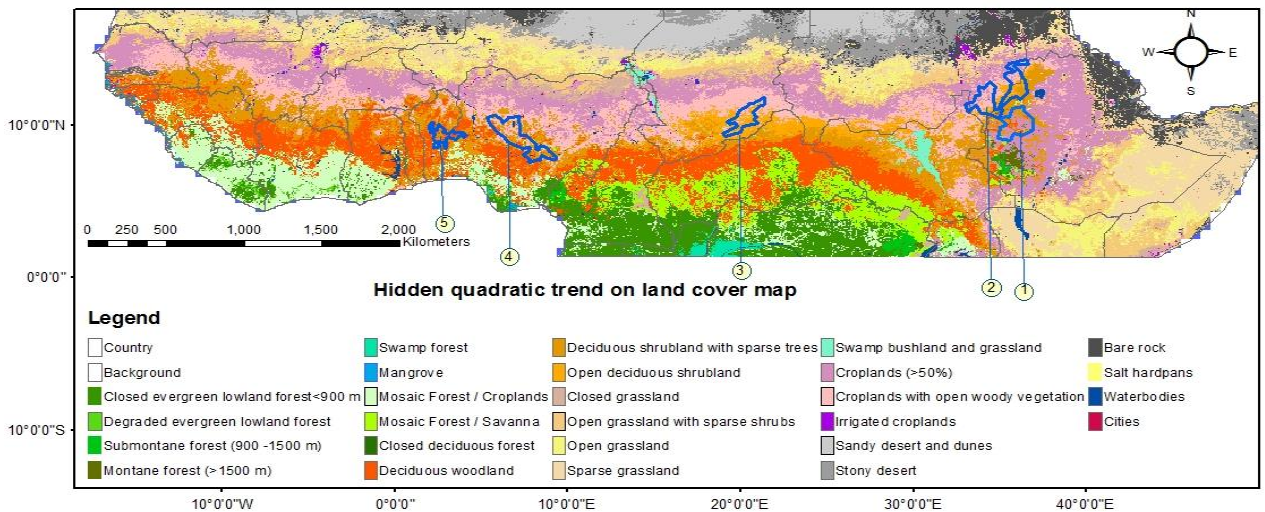 N
W E
S
10°0'0"N
5
0 250 500 1,000 1,500 2,000
Kilometers
4
3
2
1
0°0'0"
Hidden quadratic trend on land cover map
Legend
Country
Background
Closed evergreen lowland forest<900 m
Degraded evergreen lowland forest
Submontane forest (900 -1500 m)
Montane forest (>1500 m)
Swamp forest
Mangrove
Mosaic Forest / Croplands
Mosaic Forest / Savanna
Closed deciduous forest
Deciduous woodland
Deciduous shrubland with sparse trees
Open deciduous shrubland
Closed grassland
Open grassland with sparse shrubs
Open grassland
Sparse grassland
Swamp bushland and grassland
Croplands (>50%)
Croplands with open woody vegetation
Irrigated croplands
Sandy desert and dunes
Stony desert
Bare rock
Salt hardpans
Waterbodies
Cities
10°0'0"S
10°0'0"W 0°0'0" 10°0'0"E 20°0'0"E 30°0'0"E 40°0'0"E